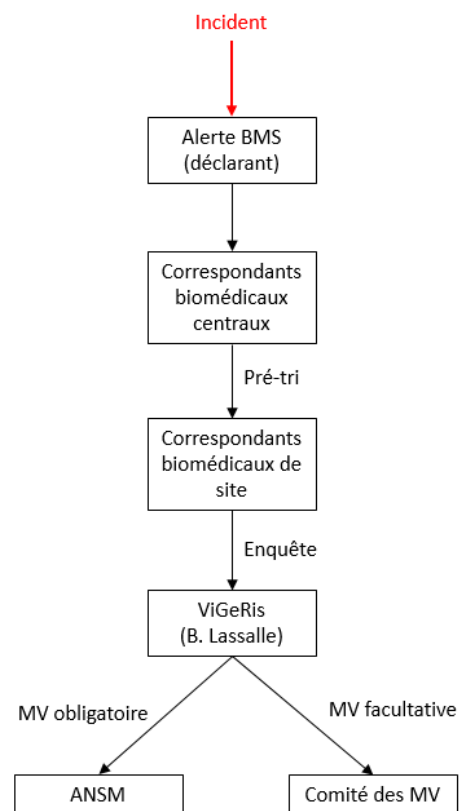 Incident
Alerte BMS
(déclarant)
Correspondants
biomédicaux
centraux
Pré-tri
Correspondants
biomédicaux de
site
Enquête
ViGeRis
(B. Lassalle)
MV obligatoire
MV facultative
ANSM
Comité des MV